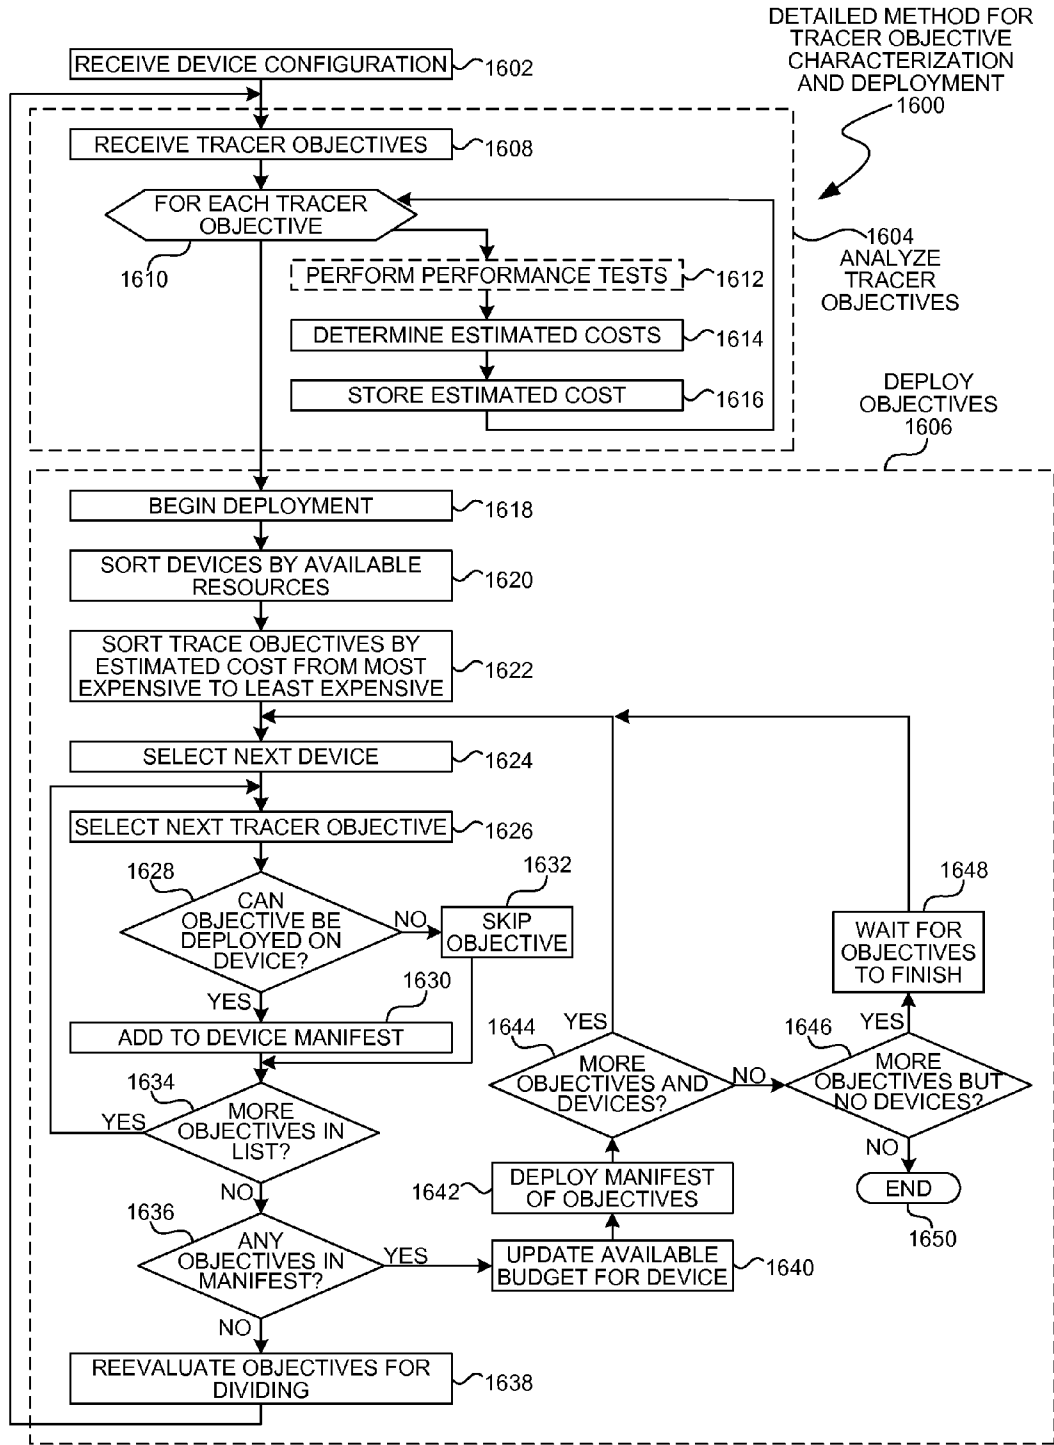 DETAILED METHOD FOR
TRACER OBJECTIVE
CHARACTERIZATION
AND DEPLOYMENT
1600
RECEIVE DEVICE CONFIGURATION
1602
RECEIVE TRACER OBJECTIVES
1608
FOR EACH TRACER
OBJECTIVE
1610
1604
ANALYZE
TRACER
OBJECTIVES
PERFORM PERFORMANCE TESTS
1612
DETERMINE ESTIMATED COSTS
1614
STORE ESTIMATED COST
1616
DEPLOY
OBJECTIVES
1606
BEGIN DEPLOYMENT
1618
SORT DEVICES BY AVAILABLE
RESOURCES
1620
SORT TRACE OBJECTIVES BY
ESTIMATED COST FROM MOST
EXPENSIVE TO LEAST EXPENSIVE
1622
SELECT NEXT DEVICE
1624
SELECT NEXT TRACER OBJECTIVE
1626
1628
CAN
OBJECTIVE BE
DEPLOYED ON
DEVICE?
NO
1632
SKIP
OBJECTIVE
YES
1630
ADD TO DEVICE MANIFEST
1634
MORE
OBJECTIVES IN
LIST?
YES
NO
1636
ANY
OBJECTIVES IN
MANIFEST?
YES
NO
REEVALUATE OBJECTIVES FOR
DIVIDING
1638
UPDATE AVAILABLE
BUDGET FOR DEVICE
1640
DEPLOY MANIFEST
OF OBJECTIVES
1642
1644
MORE
OBJECTIVES AND
DEVICES?
YES
NO
1646
MORE
OBJECTIVES BUT
NO DEVICES?
YES
1648
WAIT FOR
OBJECTIVES
TO FINISH
NO
END
1650